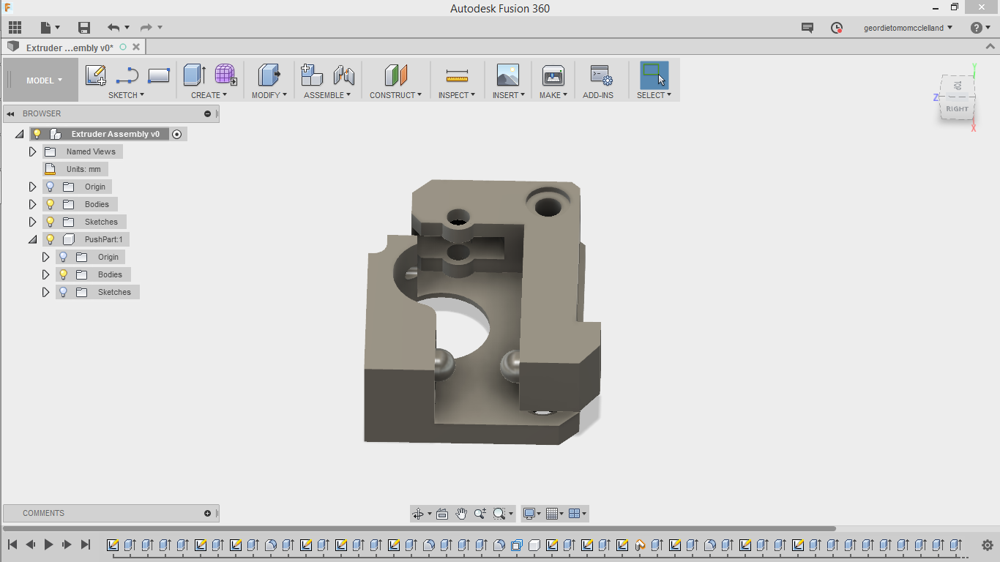 Autodesk Fusion 360
geordietomomcclelland
Extruder ...embly v0*
MODEL
SKETCH
CREATE
MODIFY
ASSEMBLE
CONSTRUCT
INSPECT
INSERT
MAKE
ADD-INS
SELECT
Y
TOP
Z
RIGHT
X
BROWSER
Extruder Assembly v0
Named Views
Units: mm
Origin
Bodies
Sketches
PushPart:1
Origin
Bodies
Sketches
COMMENTS